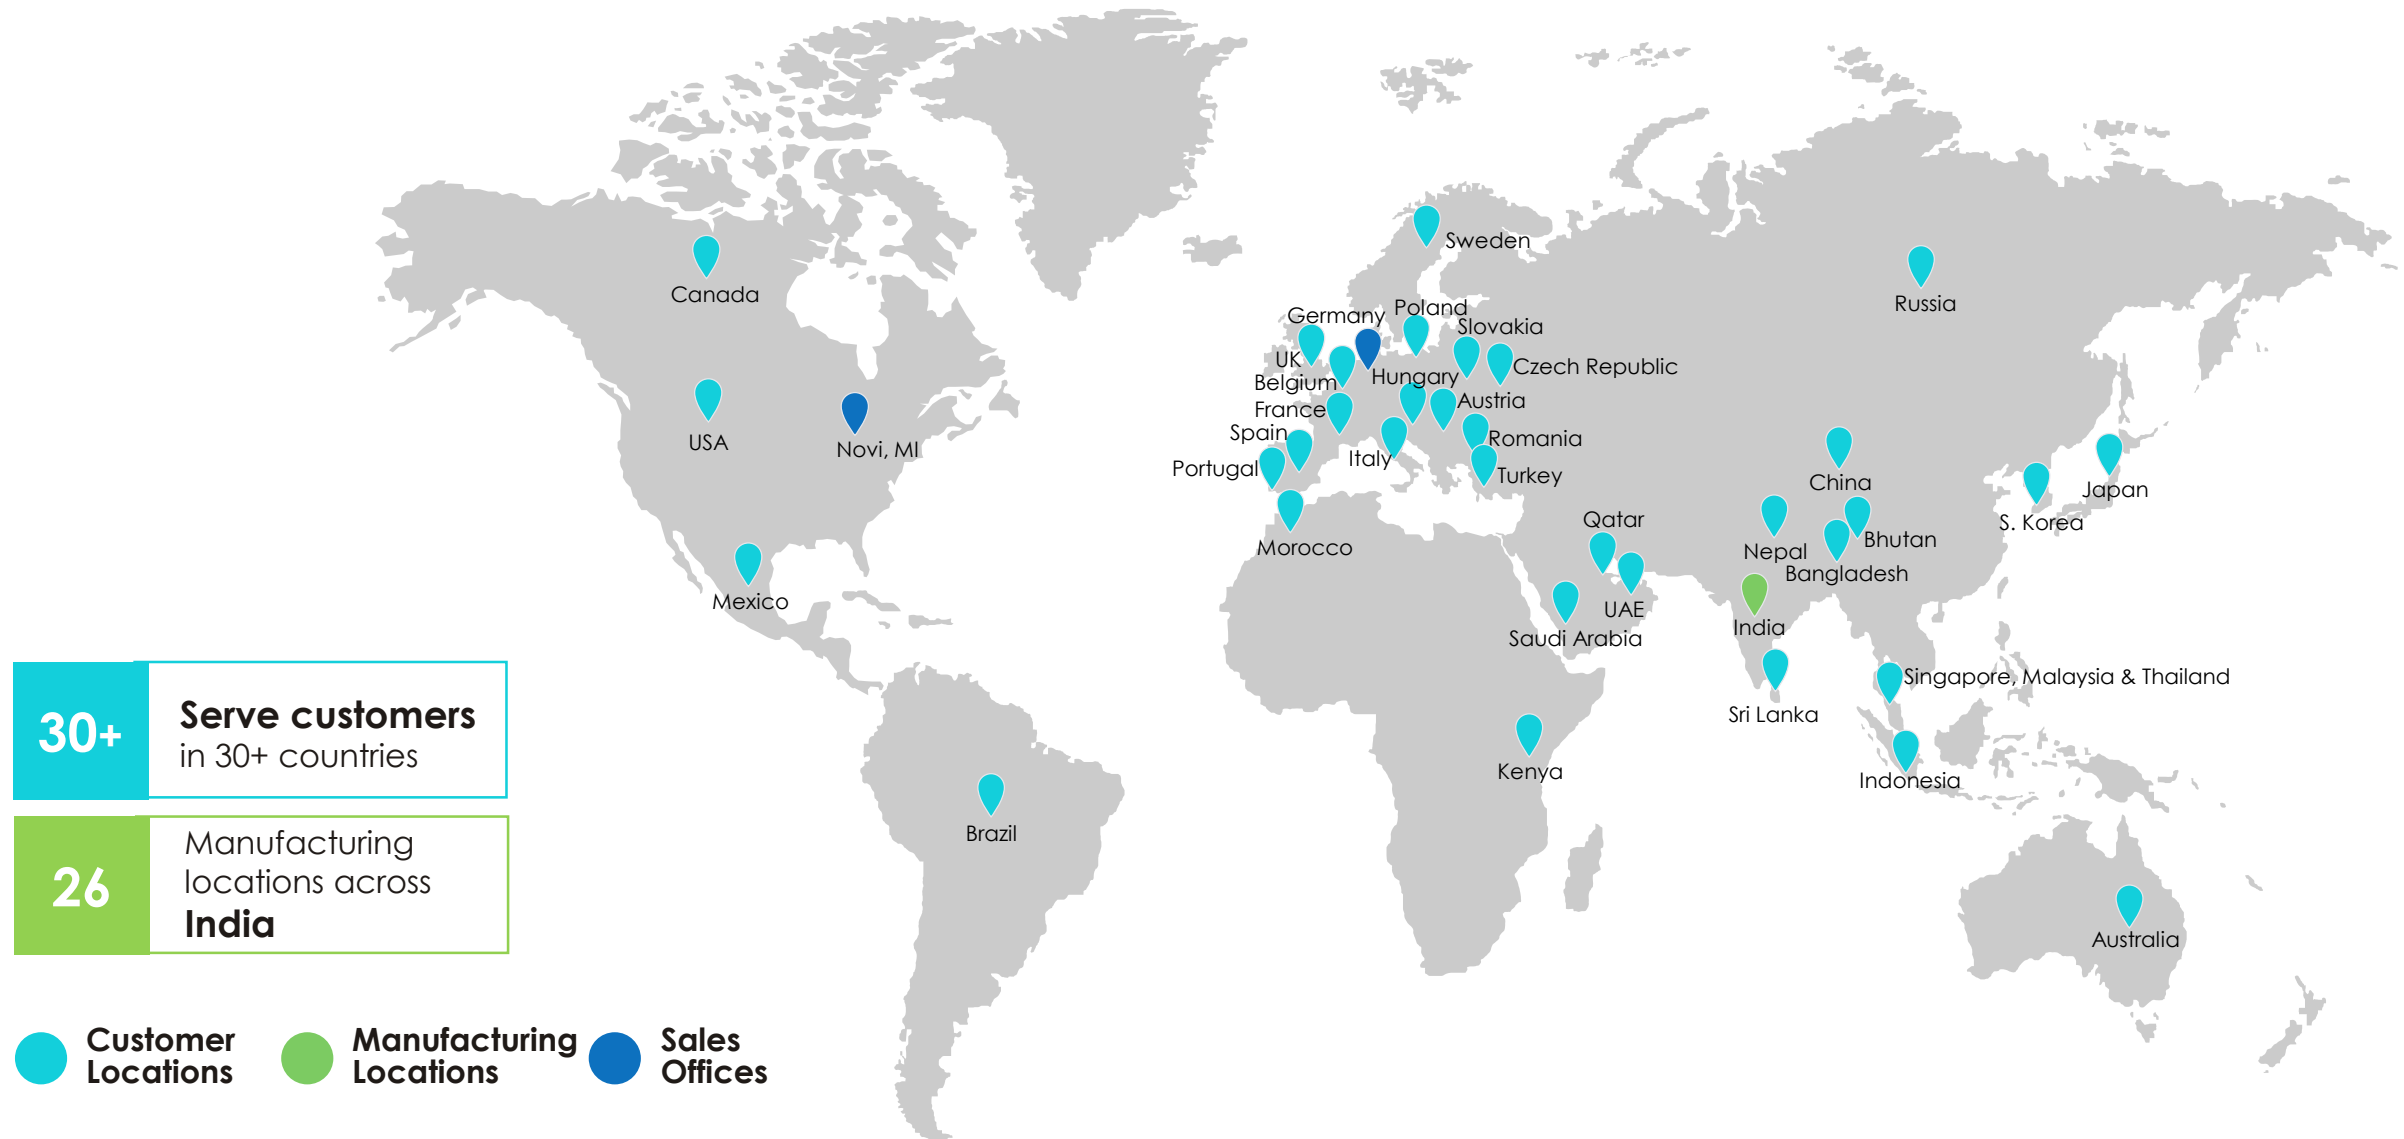 Sweden
Canada
Russia
Germany
Poland
Slovakia
UK
Czech Republic
Belgium
Hungary
France
Austria
Spain
Romania
USA
Novi, MI
Italy
Portugal
Turkey
China
Japan
Qatar
S. Korea
Morocco
Nepal
Bhutan
Bangladesh
Mexico
UAE
India
Saudi Arabia
Singapore, Malaysia & Thailand
Sri Lanka
Kenya
Indonesia
Brazil
Australia
30+
Serve customers
in 30+ countries
26
Manufacturing
locations across
India
Customer
Locations
Manufacturing
Locations
Sales
Offices